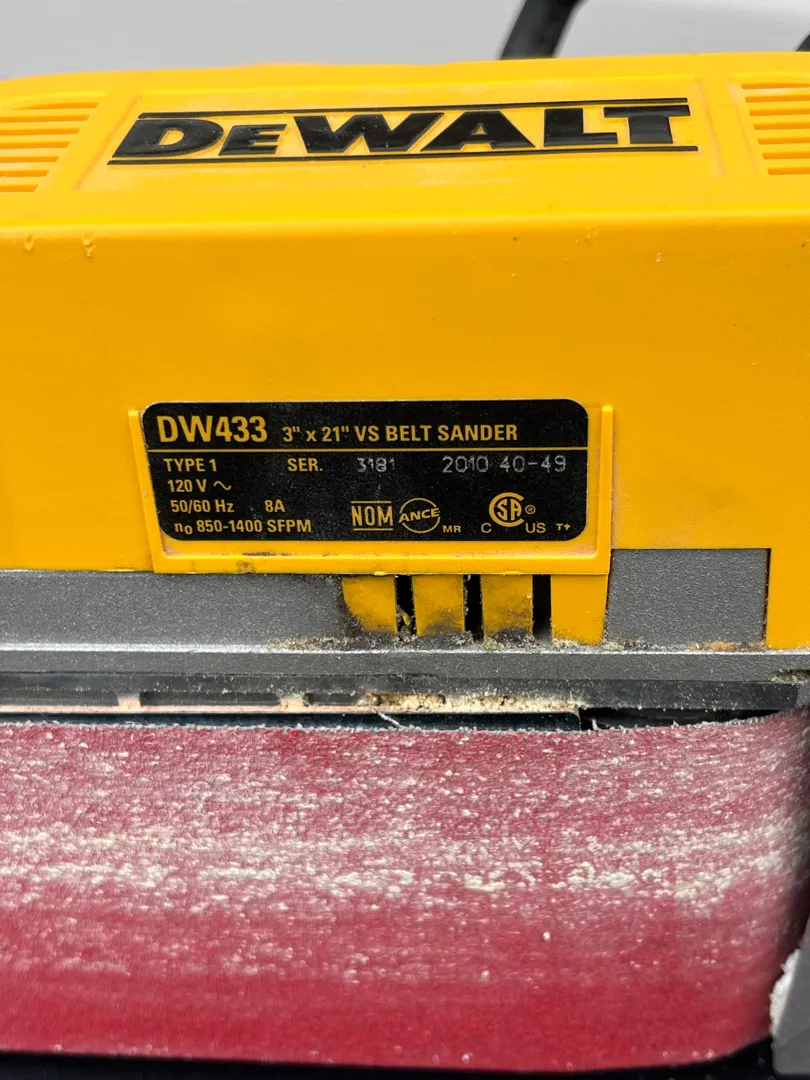 DEWALT
DW433 3" x 21" VS BELT SANDER
TYPE 1 SER. 3181 2010 40-49
120 V ~
50/60 Hz 8A
n₀ 850-1400 SFPM
NOM ANCE MR C SA® US T+